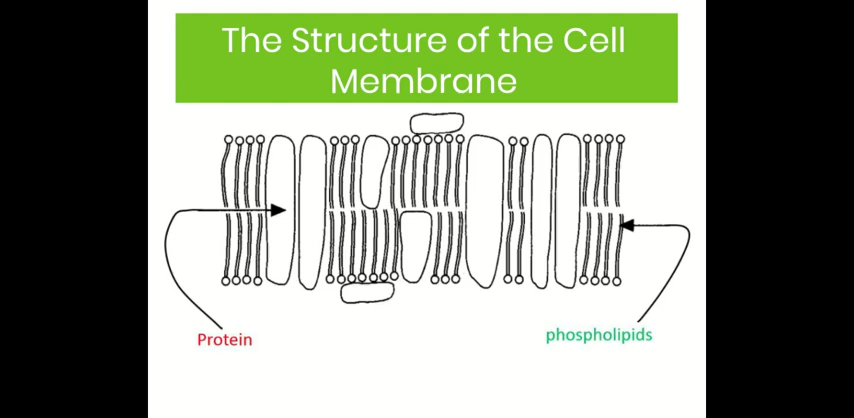 The Structure of the Cell
Membrane
Protein
phospholipids